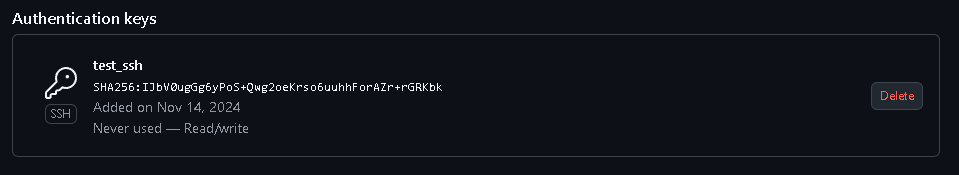 Authentication keys
test_ssh
SHA256:IJbV0ugGg6yPoS+Qwg2oeKrso6uuhhForAZr+rGRKbk
SSH
Added on Nov 14, 2024
Never used — Read/write
Delete